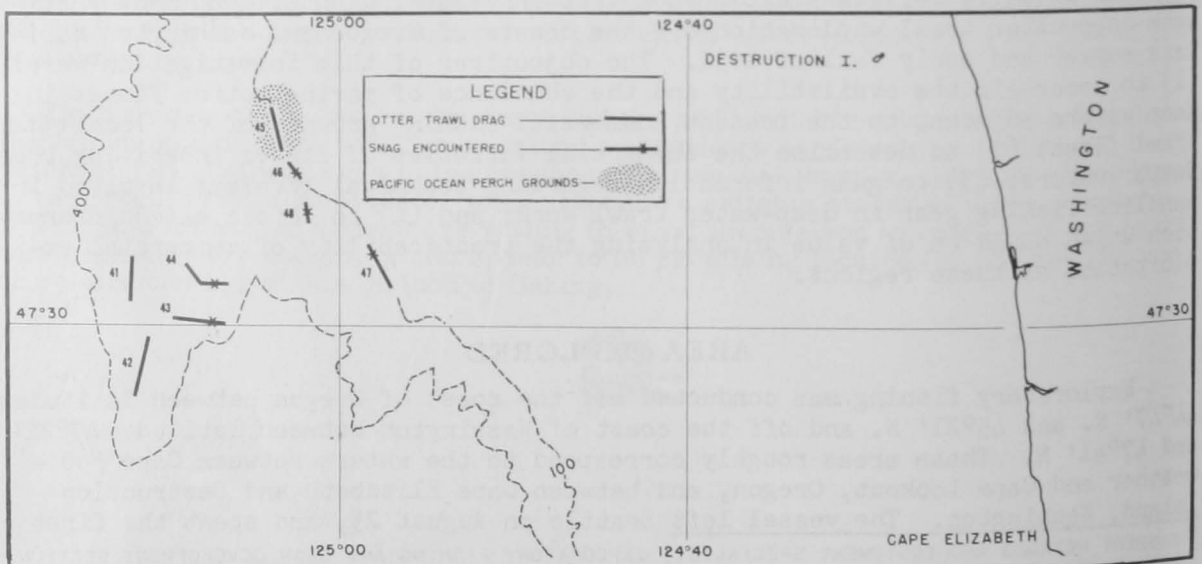 125°00'
124°40'
DESTRUCTION I.
LEGEND
OTTER TRAWL DRAG
SNAG ENCOUNTERED
PACIFIC OCEAN PERCH GROUNDS
45
46
48
400
47
41
44
43
42
47°30
47°30
WASHINGTON
100
CAPE ELIZABETH
125°00
124°40